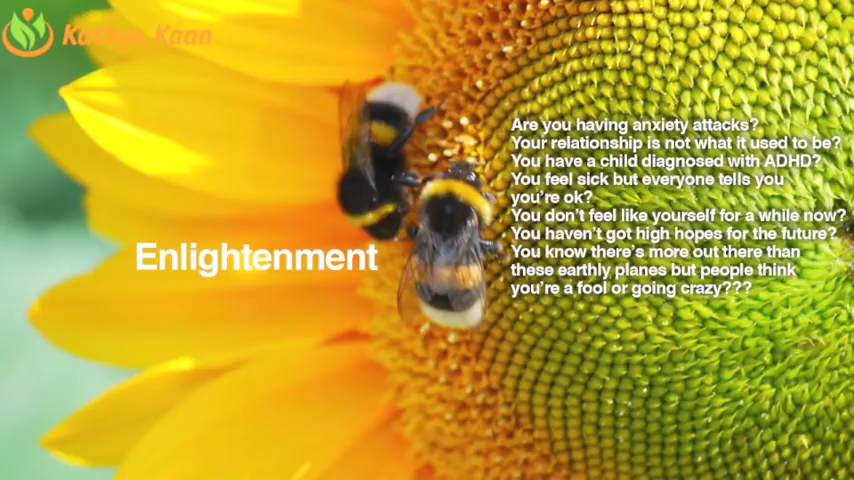 Kathye Kaan
Are you having anxiety attacks?
Your relationship is not what it used to be?
You have a child diagnosed with ADHD?
You feel sick but everyone tells you
you're ok?
You don't feel like yourself for a while now?
You haven't got high hopes for the future?
You know there's more out there than
these earthly planes but people think
you're a fool or going crazy???
Enlightenment